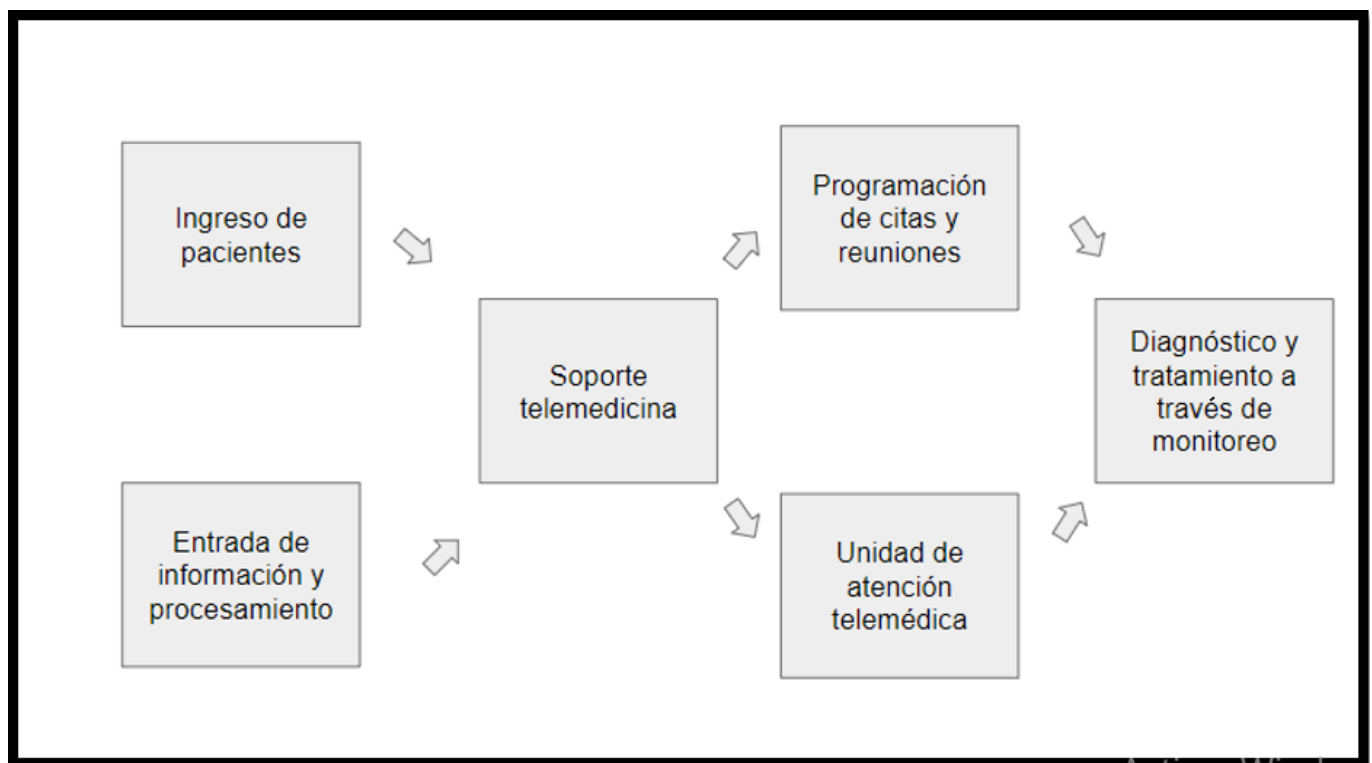 Ingreso de
pacientes
Entrada de
información y
procesamiento
Soporte
telemedicina
Programación
de citas y
reuniones
Unidad de
atención
telemédica
Diagnóstico y
tratamiento a
través de
monitoreo